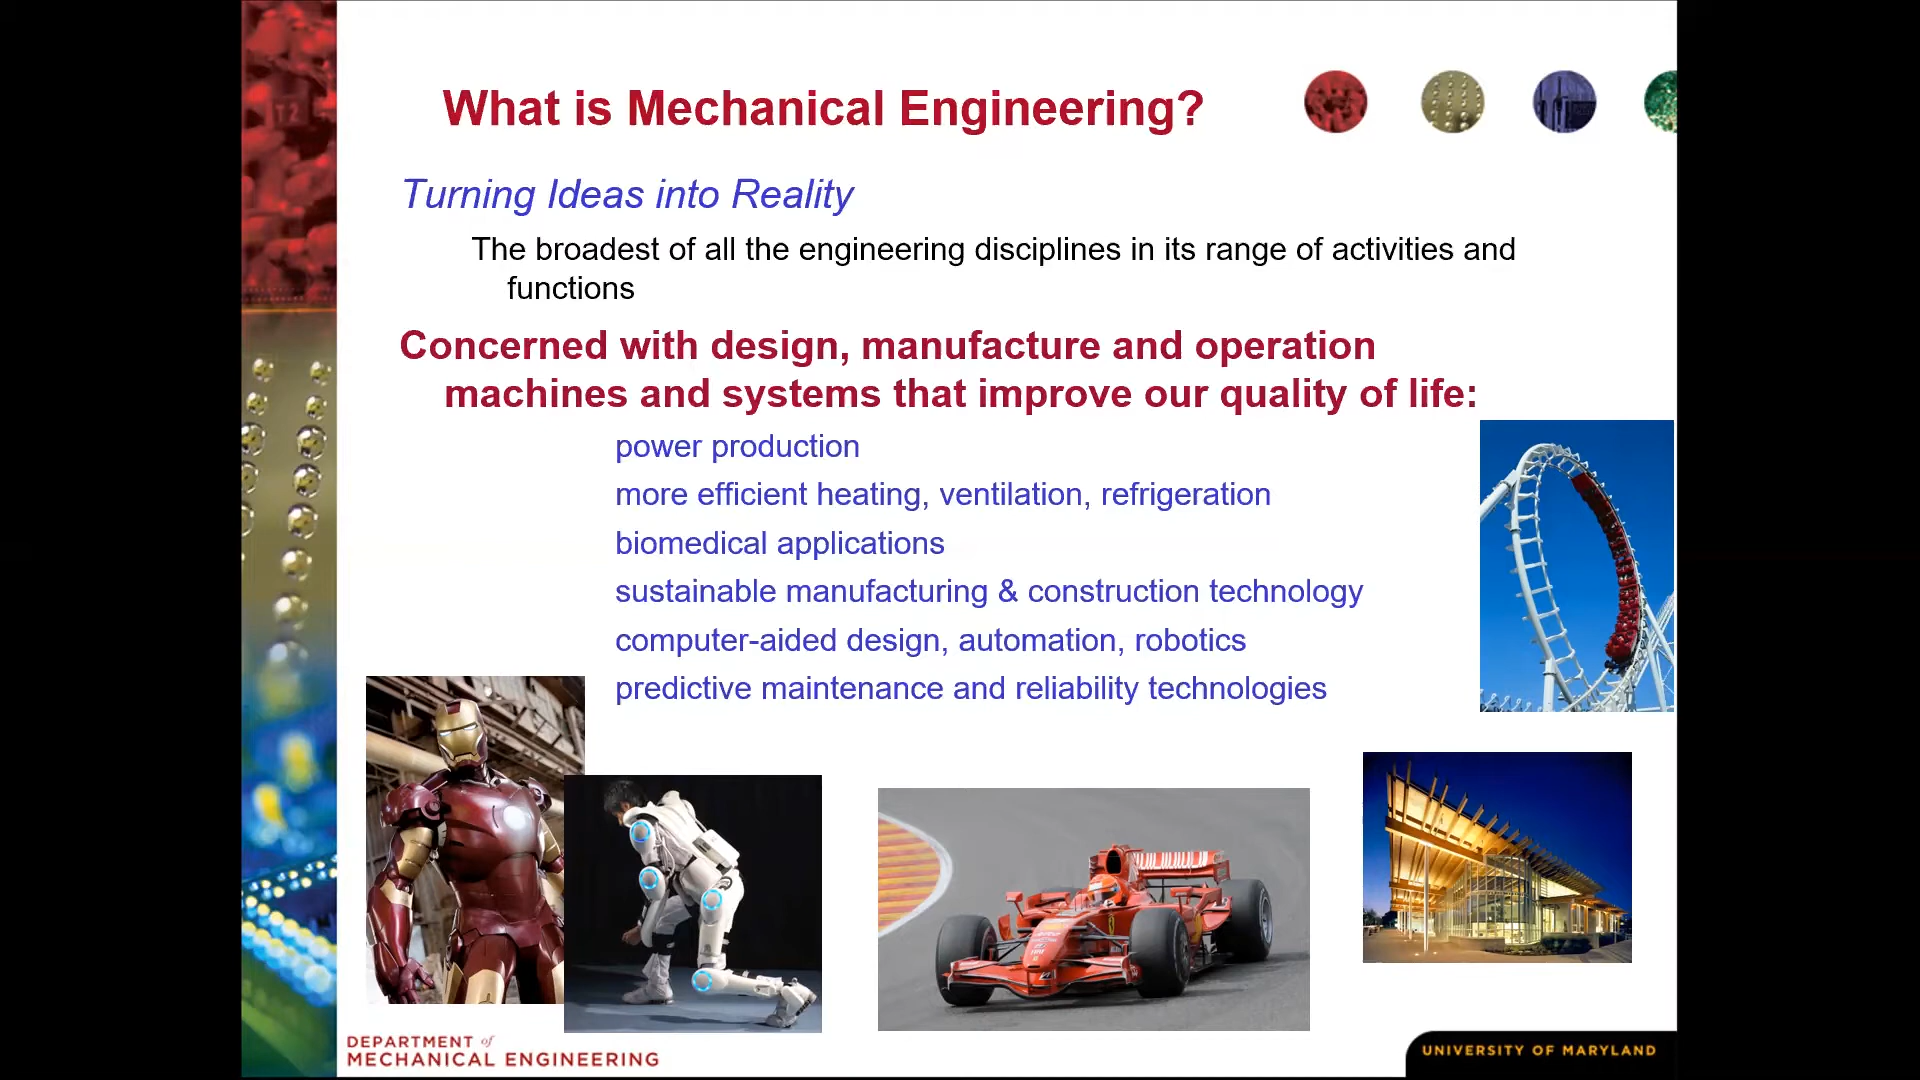 What is Mechanical Engineering?
Turning Ideas into Reality
The broadest of all the engineering disciplines in its range of activities and
functions
Concerned with design, manufacture and operation
machines and systems that improve our quality of life:
power production
more efficient heating, ventilation, refrigeration
biomedical applications
sustainable manufacturing & construction technology
computer-aided design, automation, robotics
predictive maintenance and reliability technologies
DEPARTMENT of
MECHANICAL ENGINEERING
UNIVERSITY OF MARYLAND